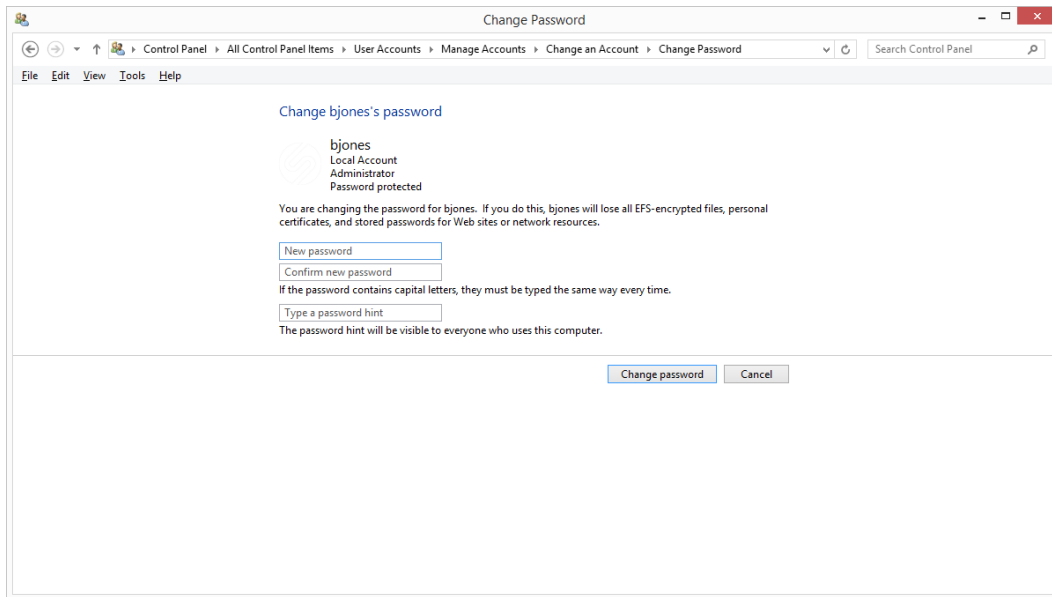 Change Password
Control Panel All Control Panel Items User Accounts Manage Accounts Change an Account Change Password Search Control Panel
File Edit View Tools Help
Change bjones's password
bjones
Local Account
Administrator
Password protected
You are changing the password for bjones. If you do this, bjones will lose all EFS-encrypted files, personal
certificates, and stored passwords for Web sites or network resources.
New password
Confirm new password
If the password contains capital letters, they must be typed the same way every time.
Type a password hint
The password hint will be visible to everyone who uses this computer.
Change password Cancel